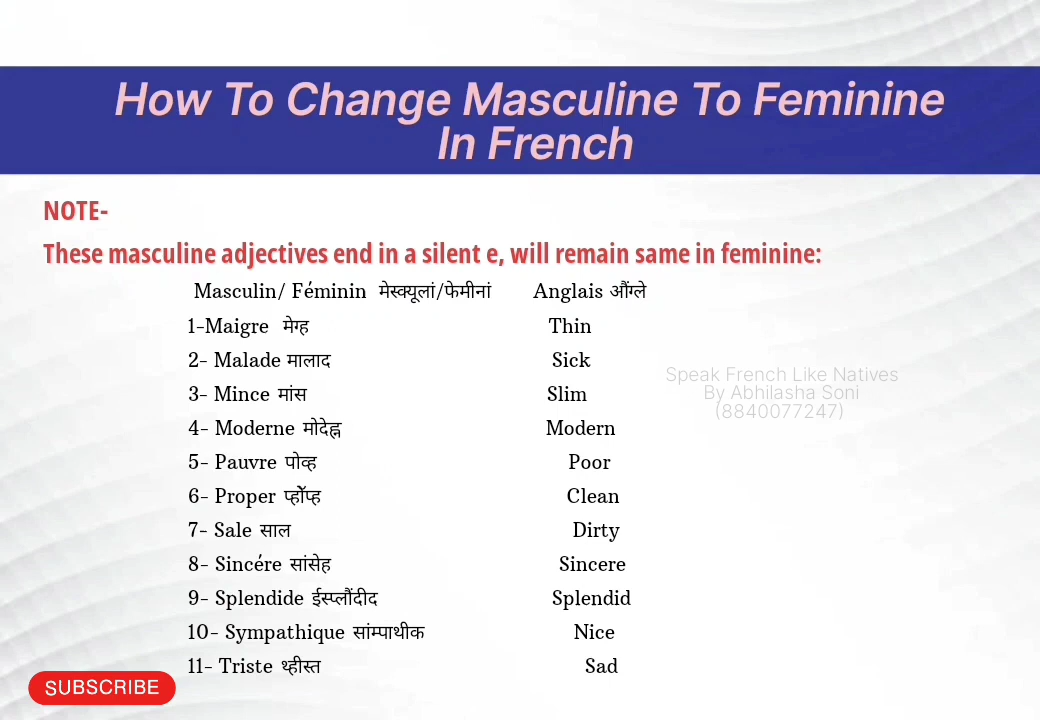 How To Change Masculine To Feminine
In French
NOTE-
These masculine adjectives end in a silent e, will remain same in feminine:
Masculin/ Féminin मेस्क्यूलां/फेमीनां Anglais औंग्ले
1-Maigre मेग्ह Thin
2- Malade मालाद Sick
3- Mince मांस Slim
4- Moderne मोदेह्न Modern
5- Pauvre पोव्ह Poor
6- Proper प्हॉप्ह Clean
7- Sale साल Dirty
8- Sincére सांसेह Sincere
9- Splendide ईस्प्लौंदीद Splendid
10- Sympathique सांम्पाथीक Nice
11- Triste थ्हीस्त Sad
Speak French Like Natives
By Abhilasha Soni
(8840077247)
SUBSCRIBE